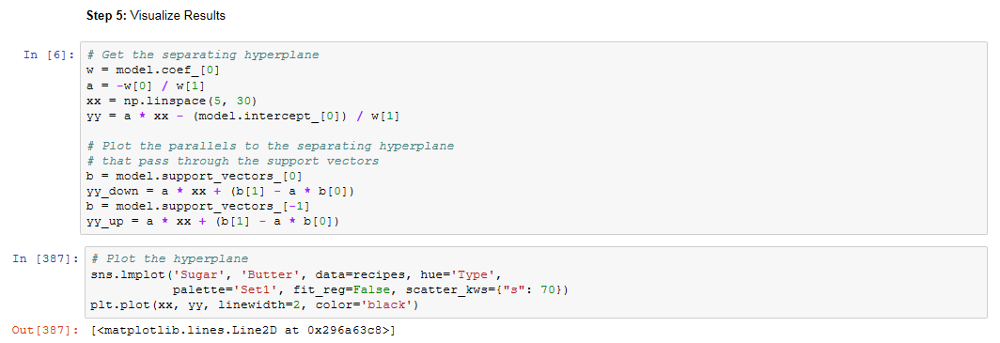 Step 5: Visualize Results
In [6]: # Get the separating hyperplane
w = model.coef_[0]
a = -w[0] / w[1]
xx = np.linspace(5, 30)
yy = a * xx - (model.intercept_[0]) / w[1]
# Plot the parallels to the separating hyperplane
# that pass through the support vectors
b = model.support_vectors_[0]
yy_down = a * xx + (b[1] - a * b[0])
b = model.support_vectors_[-1]
yy_up = a * xx + (b[1] - a * b[0])
In [387]: # Plot the hyperplane
sns.lmplot('Sugar', 'Butter', data=recipes, hue='Type',
palette='Set1', fit_reg=False, scatter_kws={"s": 70})
plt.plot(xx, yy, linewidth=2, color='black')
Out[387]: [<matplotlib.lines.Line2D at 0x296a63c8>]